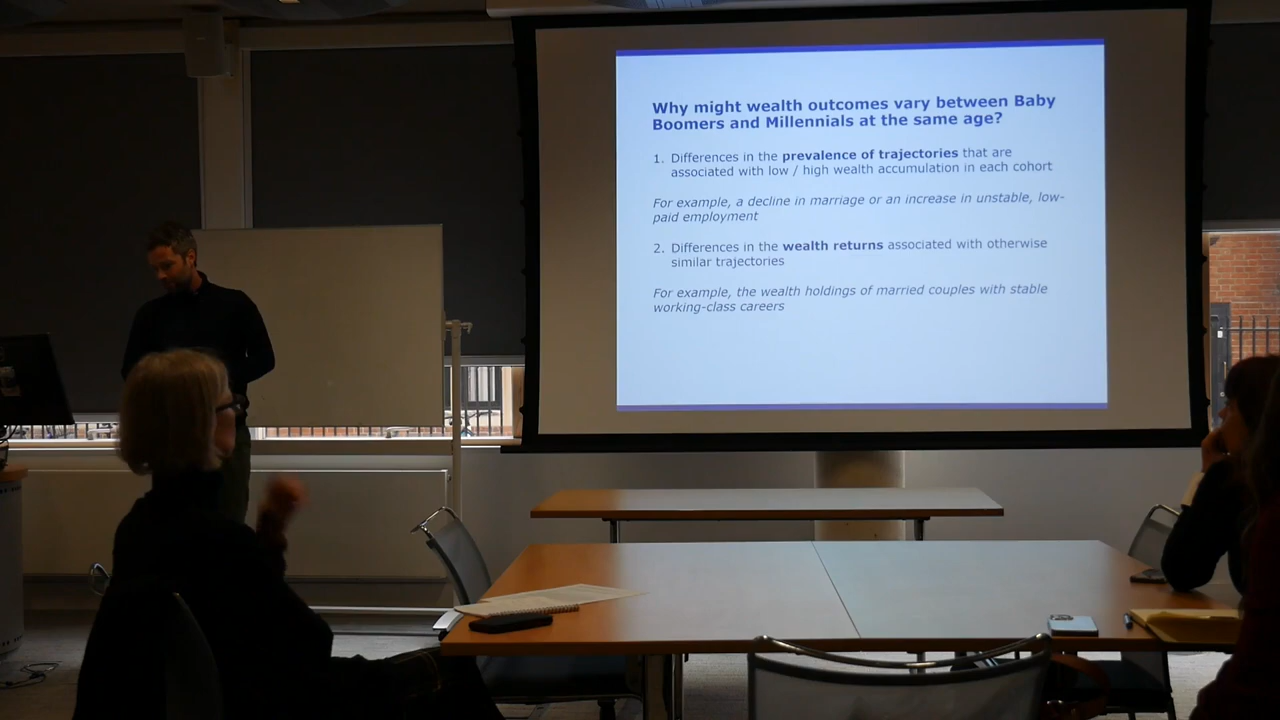 Why might wealth outcomes vary between Baby
Boomers and Millennials at the same age?
1. Differences in the prevalence of trajectories that are
associated with low / high wealth accumulation in each cohort
For example, a decline in marriage or an increase in unstable, low-
paid employment
2. Differences in the wealth returns associated with otherwise
similar trajectories
For example, the wealth holdings of married couples with stable
working-class careers